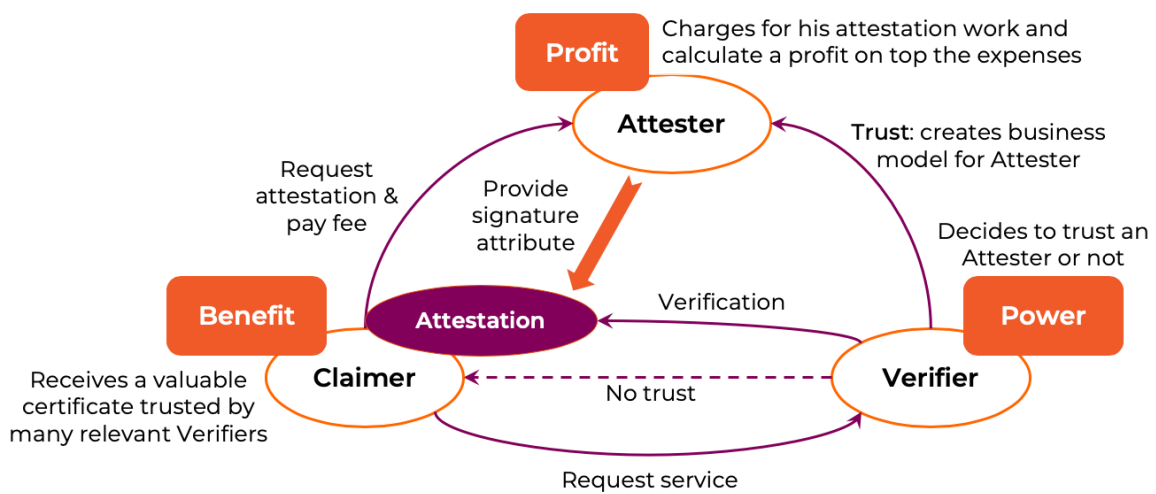 Profit
Charges for his attestation work and
calculate a profit on top the expenses
Attester
Trust: creates business
model for Attester
Request
attestation &
pay fee
Provide
signature
attribute
Decides to trust an
Attester or not
Benefit
Attestation
Verification
Power
Receives a valuable
certificate trusted by
many relevant Verifiers
Claimer
No trust
Verifier
Request service